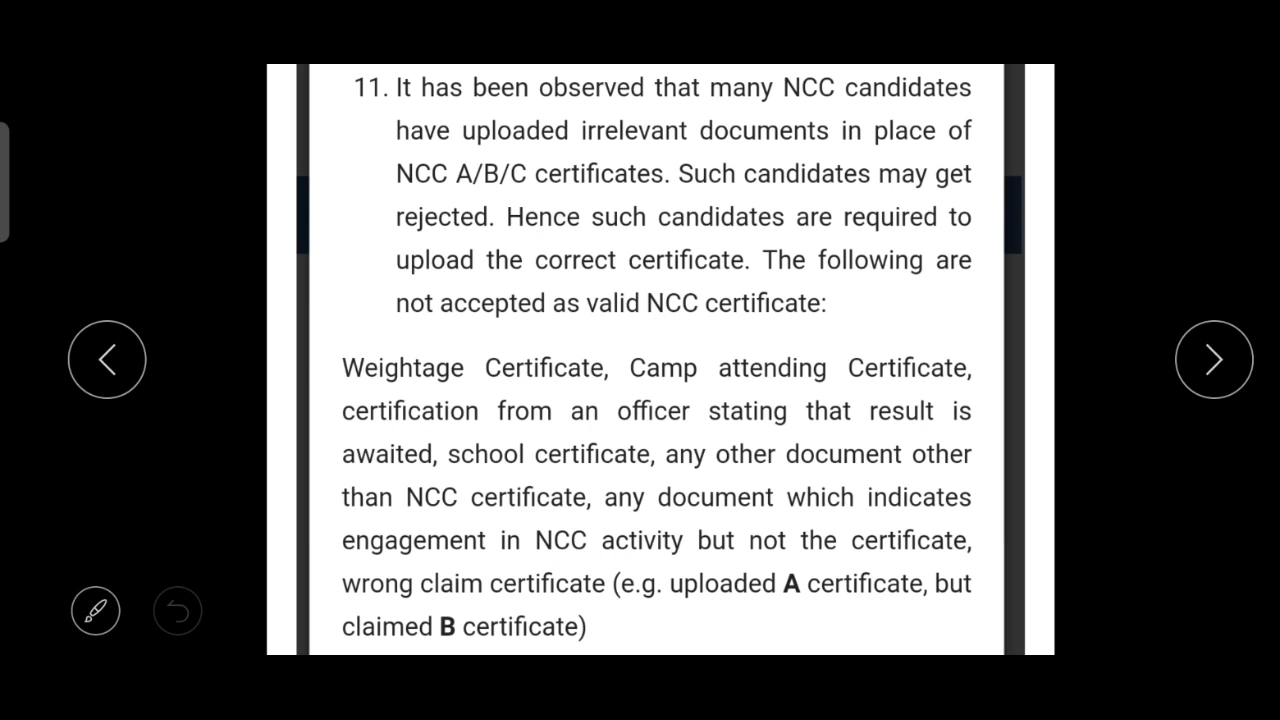 11. It has been observed that many NCC candidates
have uploaded irrelevant documents in place of
NCC A/B/C certificates. Such candidates may get
rejected. Hence such candidates are required to
upload the correct certificate. The following are
not accepted as valid NCC certificate:
Weightage Certificate, Camp attending Certificate,
certification from an officer stating that result is
awaited, school certificate, any other document other
than NCC certificate, any document which indicates
engagement in NCC activity but not the certificate,
wrong claim certificate (e.g. uploaded A certificate, but
claimed B certificate)